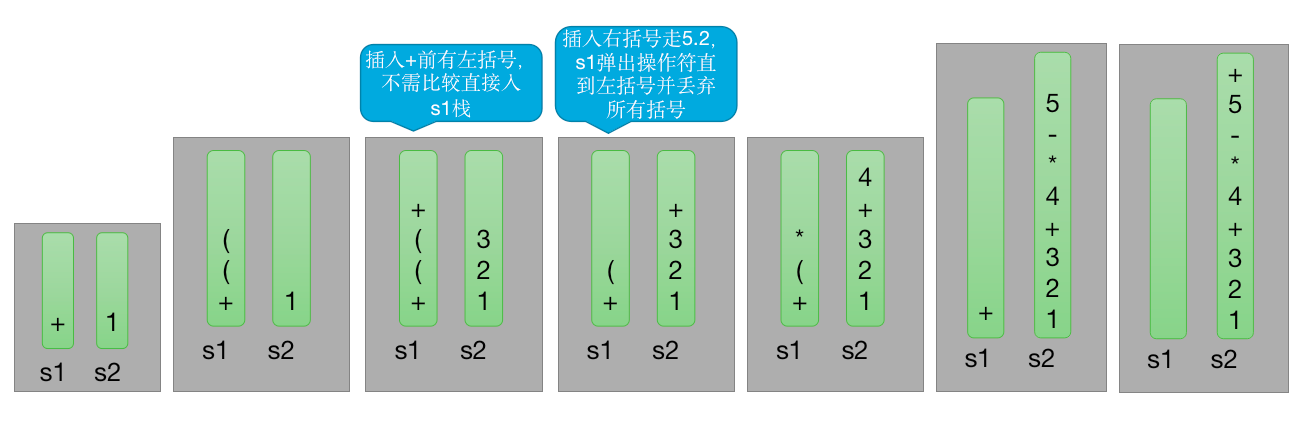 插入+前有左括号，
不需比较直接入
s1栈
插入右括号走5.2，
s1弹出操作符直
到左括号并丢弃
所有括号
+
1
s1
s2
(
(
+
1
s1
s2
+
(
(
+
3
2
1
s1
s2
(
+
+
3
2
1
s1
s2
*
(
+
4
+
3
2
1
s1
s2
+
5
-
*
4
+
3
2
1
s1
s2
+
5
-
*
4
+
3
2
1
s1
s2